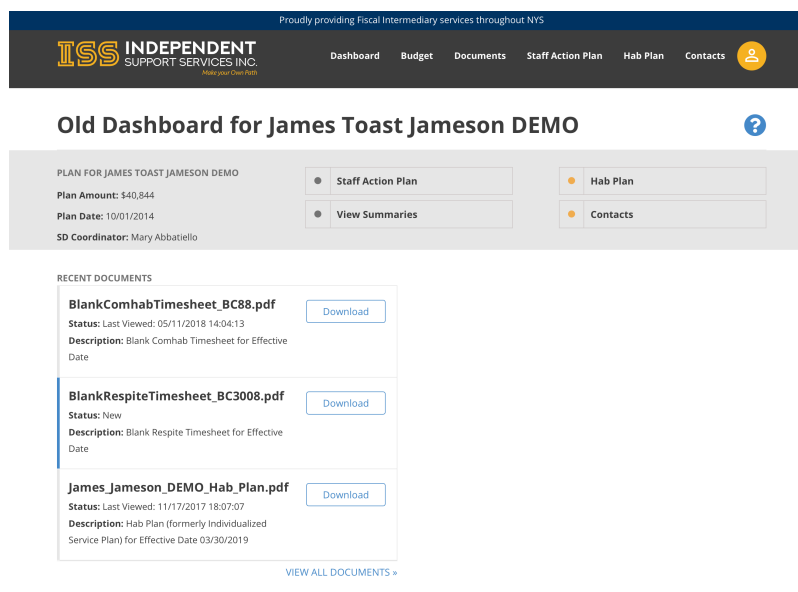 Proudly providing Fiscal Intermediary services throughout NYS
ISS INDEPENDENT
SUPPORT SERVICES INC.
Make your Own Path
Dashboard Budget Documents Staff Action Plan Hab Plan Contacts
Old Dashboard for James Toast Jameson DEMO
?
PLAN FOR JAMES TOAST JAMESON DEMO
Plan Amount: $40,844
Plan Date: 10/01/2014
SD Coordinator: Mary Abbatiello
Staff Action Plan
View Summaries
Hab Plan
Contacts
RECENT DOCUMENTS
BlankComhabTimesheet_BC88.pdf
Status: Last Viewed: 05/11/2018 14:04:13
Description: Blank Comhab Timesheet for Effective
Date
Download
BlankRespiteTimesheet_BC3008.pdf
Status: New
Description: Blank Respite Timesheet for Effective
Date
Download
James_Jameson_DEMO_Hab_Plan.pdf
Status: Last Viewed: 11/17/2017 18:07:07
Description: Hab Plan (formerly Individualized
Service Plan) for Effective Date 03/30/2019
Download
VIEW ALL DOCUMENTS »